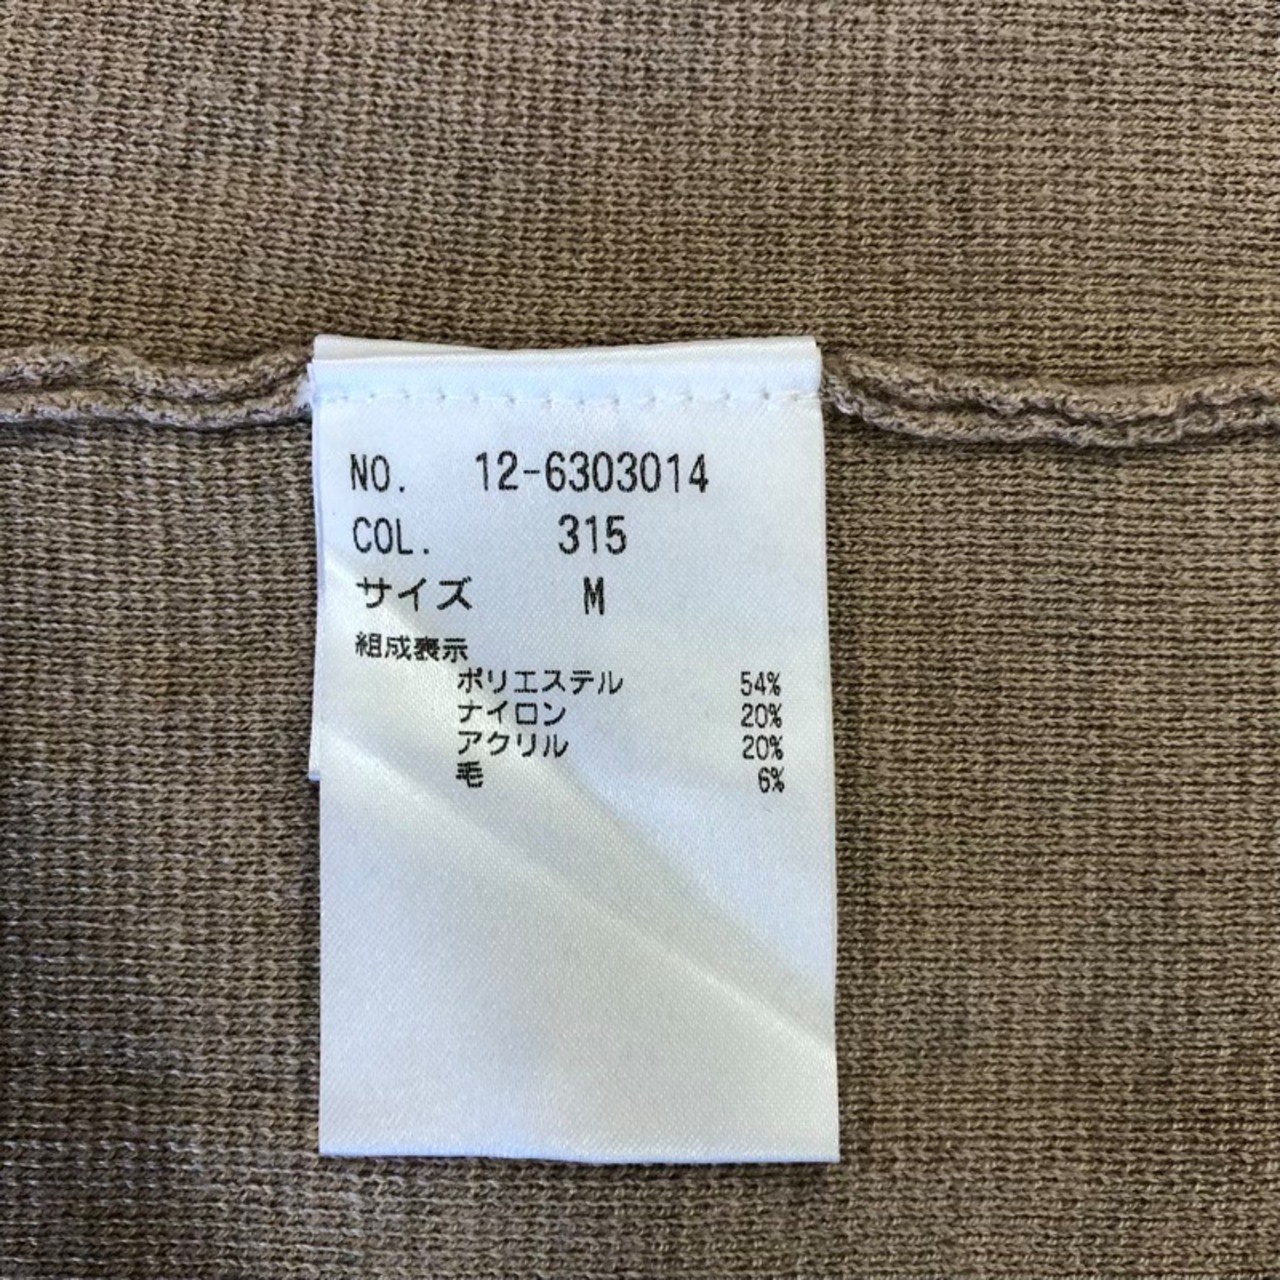 NO. 12-6303014
COL. 315
サイズ M
組成表示
ポリエステル 54%
ナイロン 20%
アクリル 20%
毛 6%